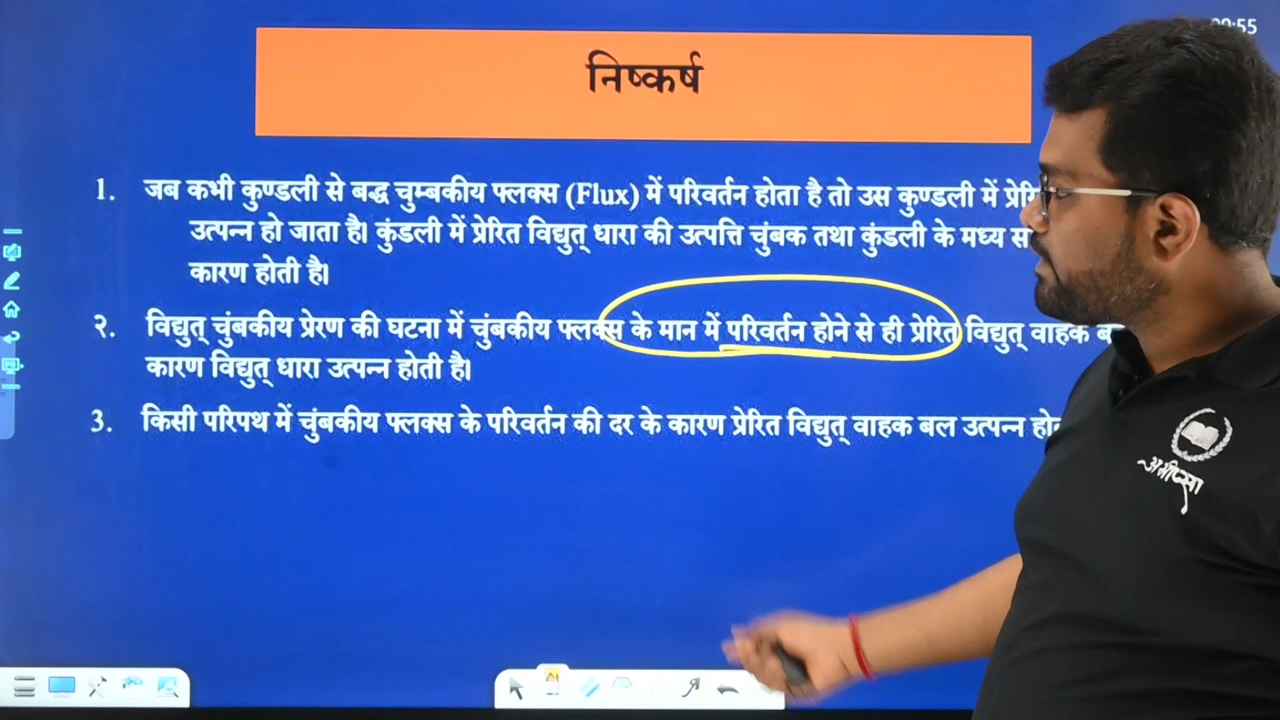 निष्कर्ष
1. जब कभी कुण्डली से बद्ध चुम्बकीय फ्लक्स (Flux) में परिवर्तन होता है तो उस कुण्डली में
उत्पन्न हो जाता है। कुंडली में प्रेरित विद्युत् धारा की उत्पत्ति चुंबक तथा कुंडली के मध्य
कारण होती है।
२. विद्युत् चुंबकीय प्रेरण की घटना में चुंबकीय फ्लक्स के मान में परिवर्तन होने से ही प्रेरित विद्युत् वाहक
कारण विद्युत् धारा उत्पन्न होती है।
3. किसी परिपथ में चुंबकीय फ्लक्स के परिवर्तन की दर के कारण प्रेरित विद्युत् वाहक बल उत्पन्न
अभीप्सा